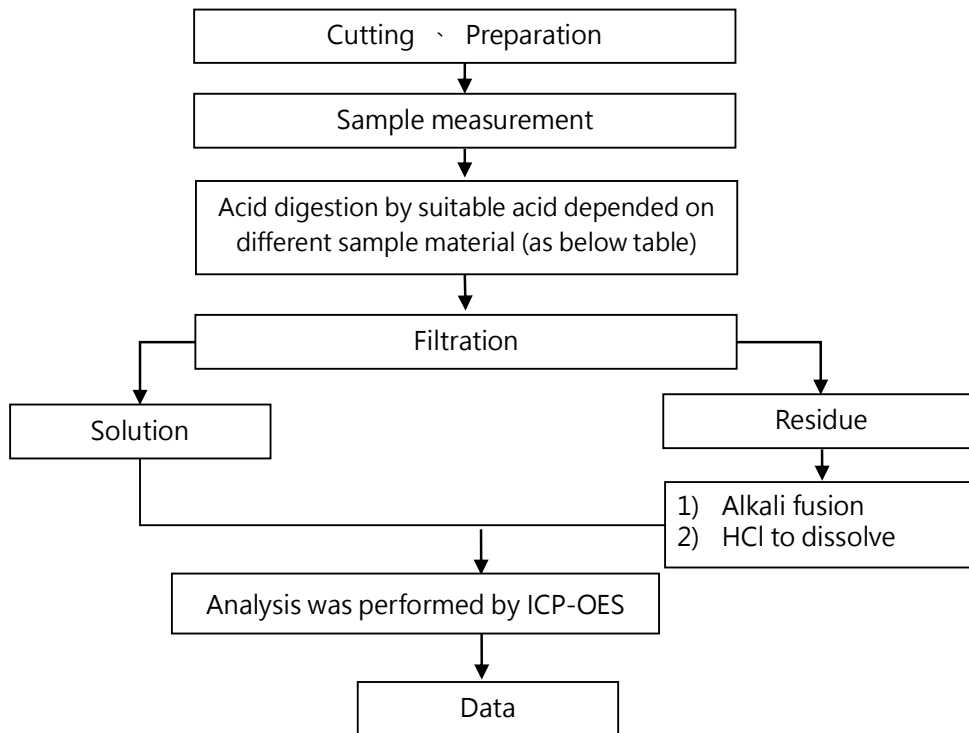 Cutting 、 Preparation
Sample measurement
Acid digestion by suitable acid depended on
different sample material (as below table)
Filtration
Solution
Residue
1) Alkali fusion
2) HCl to dissolve
Analysis was performed by ICP-OES
Data